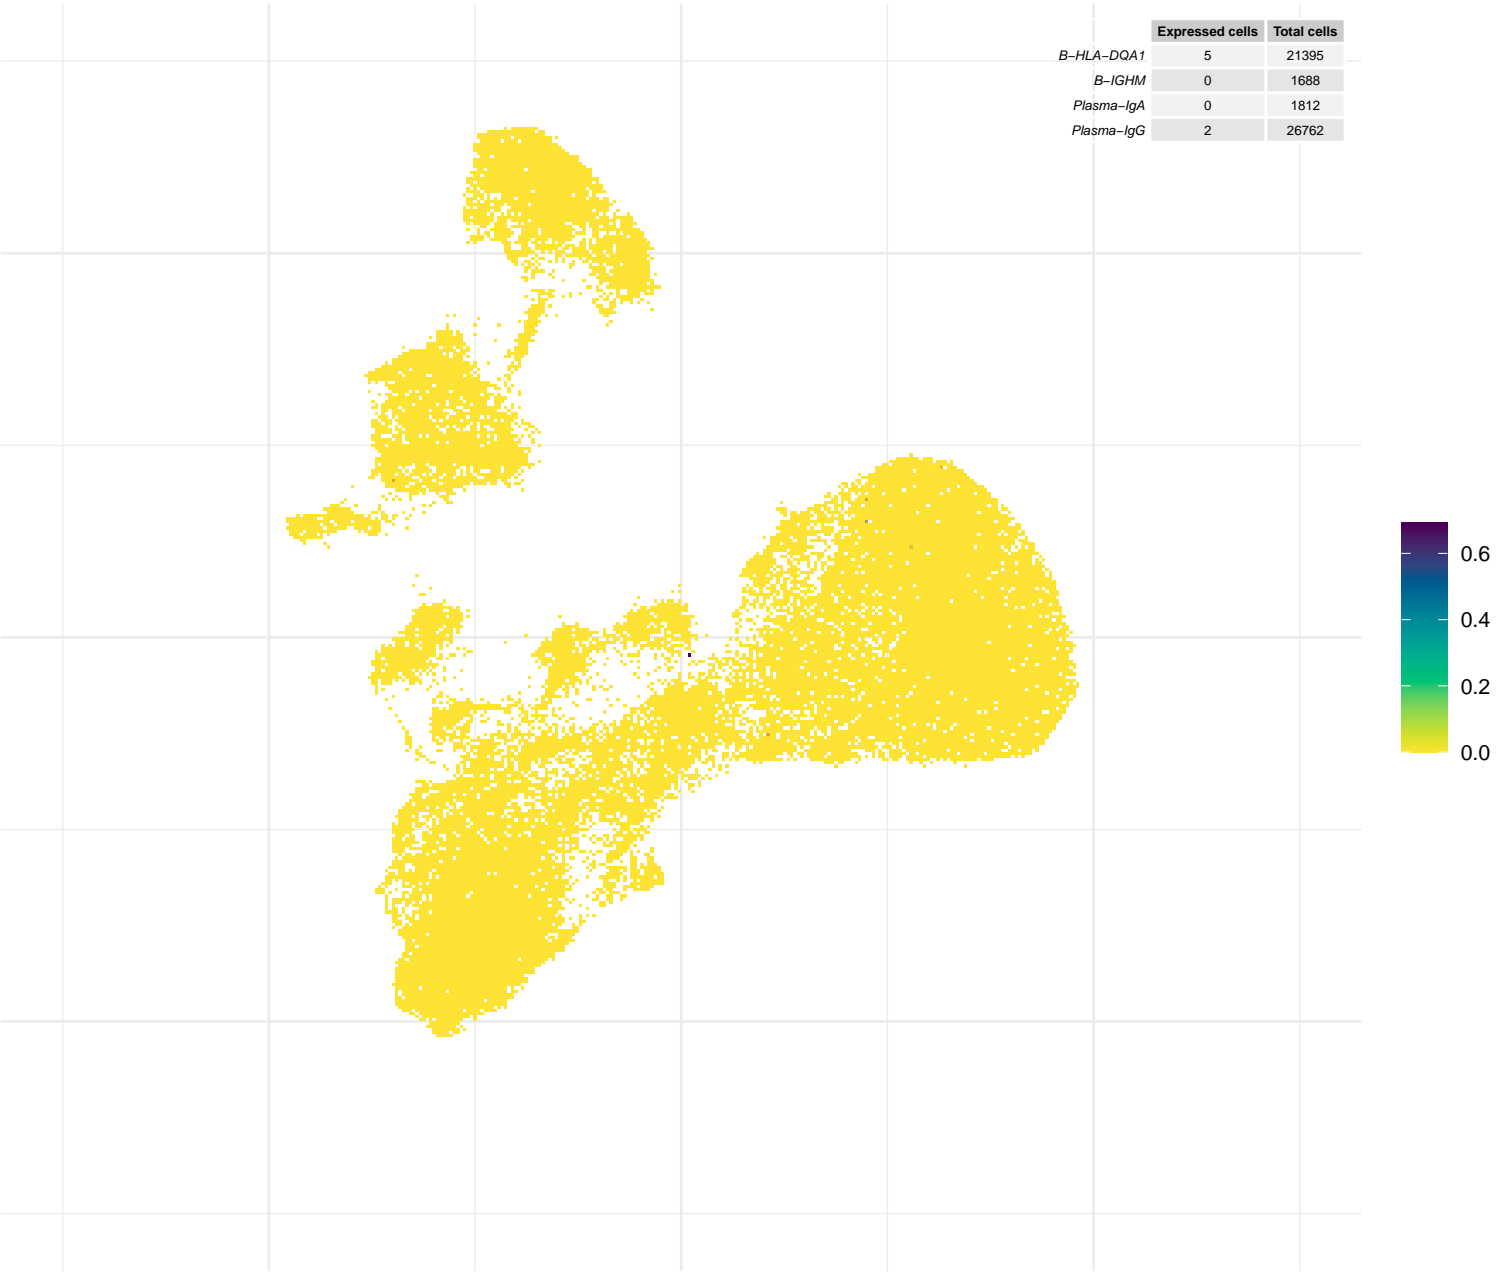 Expressed cells Total cells
B−HLA−DQA1 5 21395
B−IGHM 0 1688
Plasma−IgA 0 1812
Plasma−IgG 2 26762
0.6
0.4
0.2
0.0